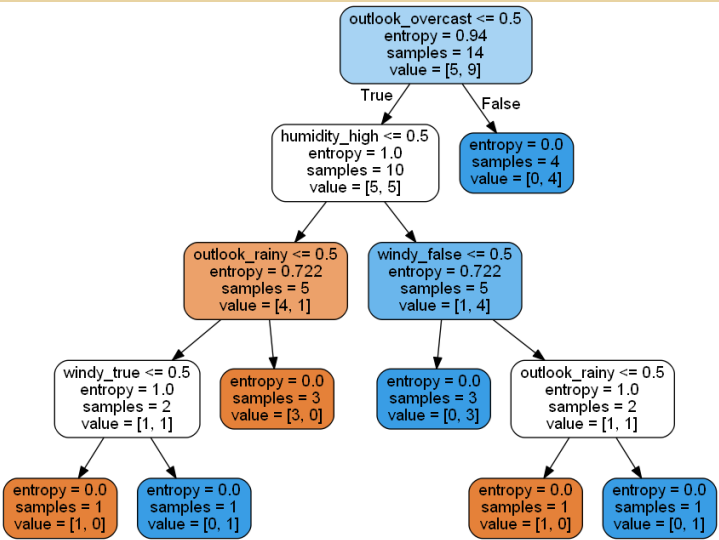 outlook_overcast <= 0.5
entropy = 0.94
samples = 14
value = [5, 9]
True
False
humidity_high <= 0.5
entropy = 1.0
samples = 10
value = [5, 5]
entropy = 0.0
samples = 4
value = [0, 4]
outlook_rainy <= 0.5
entropy = 0.722
samples = 5
value = [4, 1]
windy_false <= 0.5
entropy = 0.722
samples = 5
value = [1, 4]
windy_true <= 0.5
entropy = 1.0
samples = 2
value = [1, 1]
entropy = 0.0
samples = 3
value = [3, 0]
entropy = 0.0
samples = 3
value = [0, 3]
outlook_rainy <= 0.5
entropy = 1.0
samples = 2
value = [1, 1]
entropy = 0.0
samples = 1
value = [1, 0]
entropy = 0.0
samples = 1
value = [0, 1]
entropy = 0.0
samples = 1
value = [1, 0]
entropy = 0.0
samples = 1
value = [0, 1]